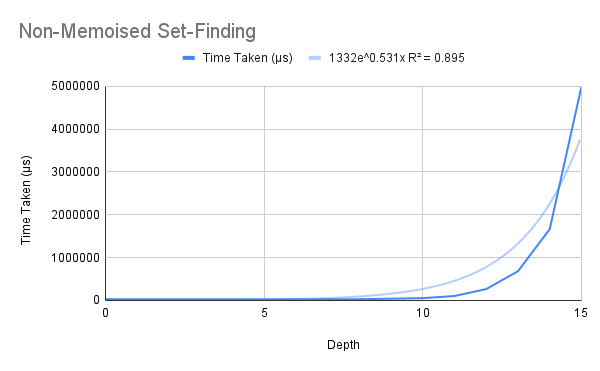 Non-Memoised Set-Finding
Time Taken (μs) 1332e^0.531x R² = 0.895
5000000
4000000
3000000
2000000
1000000
0
Time Taken (μs)
0 5 10 15
Depth